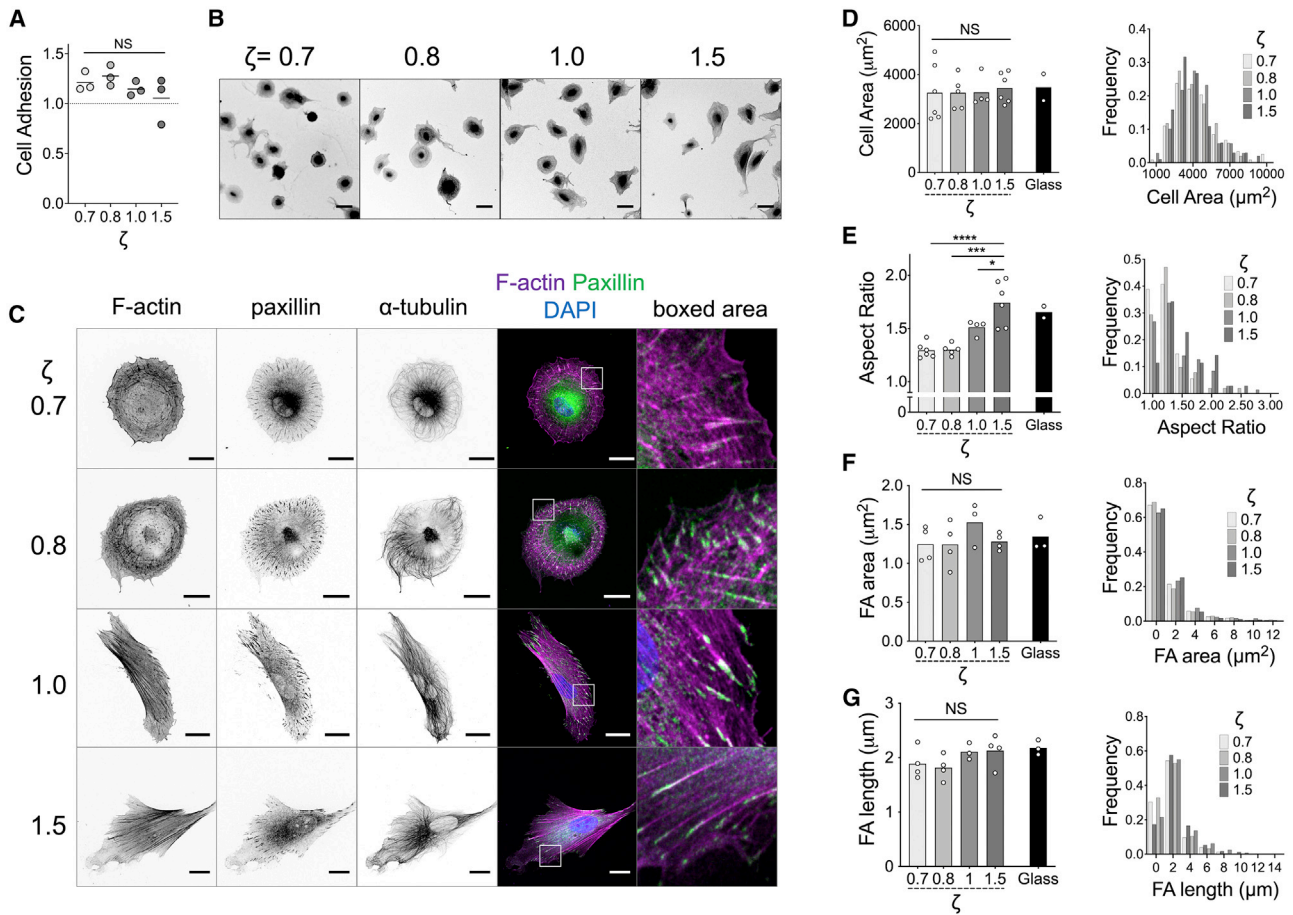 A
NS
1.5
1.0
0.5
0.0
Cell Adhesion
0.7 0.8 1.0 1.5
ζ
B
ζ= 0.7 0.8 1.0 1.5
C
F-actin paxillin α-tubulin
F-actin Paxillin
DAPI
boxed area
ζ
0.7
0.8
1.0
1.5
D
NS
6000
4000
2000
0
Cell Area (µm²)
0.7 0.8 1.0 1.5 Glass
ζ
0.4
0.3
0.2
0.1
0.0
Frequency
ζ
0.7
0.8
1.0
1.5
1000 4000 7000 10000
Cell Area (µm²)
E
****
***
*
2.0
1.5
1.0
0
Aspect Ratio
0.7 0.8 1.0 1.5 Glass
ζ
0.5
0.4
0.3
0.2
0.1
0.0
Frequency
ζ
0.7
0.8
1.0
1.5
1.00 1.50 2.00 2.50 3.00
Aspect Ratio
F
NS
2.0
1.5
1.0
0.5
0.0
FA area (µm²)
0.7 0.8 1 1.5 Glass
ζ
0.8
0.6
0.4
0.2
0.0
Frequency
ζ
0.7
0.8
1.0
1.5
0 2 4 6 8 10 12
FA area (µm²)
G
NS
3
2
1
0
FA length (µm)
0.7 0.8 1 1.5 Glass
ζ
0.8
0.6
0.4
0.2
0.0
Frequency
ζ
0.7
0.8
1.0
1.5
0 2 4 6 8 10 12 14
FA length (µm)